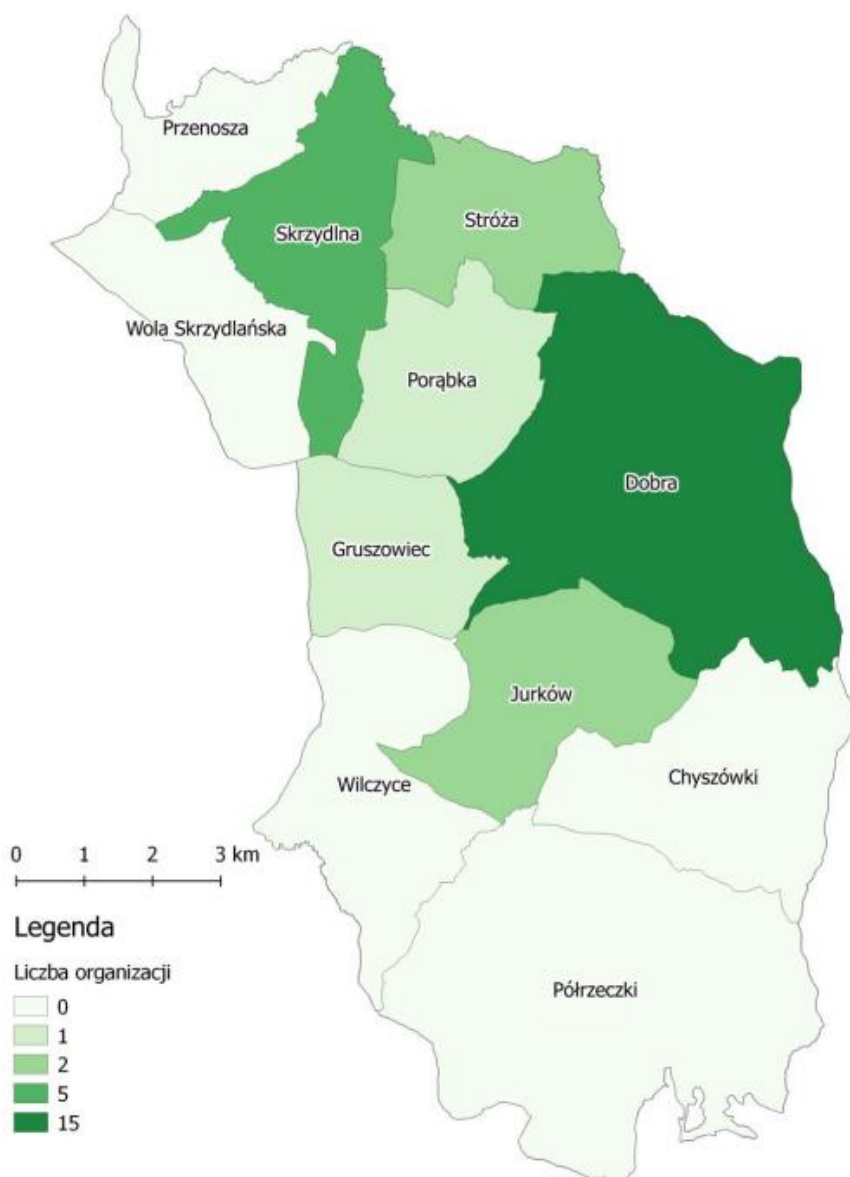 Przenosza
Skrzydlna
Stróża
Wola Skrzydlańska
Porąbka
Dobra
Gruszowiec
Jurków
Chyszówki
Wilczyce
Półrzeczki
0 1 2 3 km
Legenda
Liczba organizacji
0
1
2
5
15